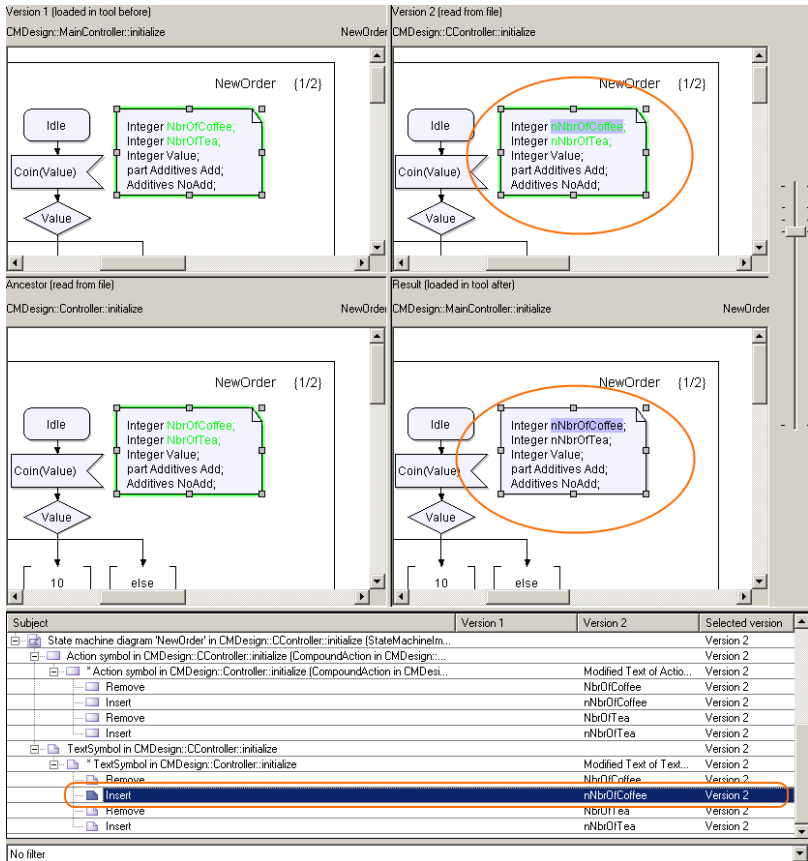 Version 1 (loaded in tool before)
CMDesign::MainController::initialize NewOrder
NewOrder {1/2}
Idle
Coin(Value)
Value
Integer NbrOfCoffee;
Integer NbrOfTea;
Integer Value;
part Additives Add;
Additives NoAdd;
Version 2 (read from file)
CMDesign::CController::initialize
NewOrder {1/2}
Idle
Coin(Value)
Value
Integer nNbrOfCoffee;
Integer nNbrOfTea;
Integer Value;
part Additives Add;
Additives NoAdd;
Ancestor (read from file)
CMDesign::Controller::initialize NewOrder
NewOrder {1/2}
Idle
Coin(Value)
Value
Integer NbrOfCoffee;
Integer NbrOfTea;
Integer Value;
part Additives Add;
Additives NoAdd;
10 else
Result (loaded in tool after)
CMDesign::MainController::initialize NewOrder
NewOrder {1/2}
Idle
Coin(Value)
Value
Integer nNbrOfCoffee;
Integer nNbrOfTea;
Integer Value;
part Additives Add;
Additives NoAdd;
10 else
Subject Version 1 Version 2 Selected version
State machine diagram 'NewOrder' in CMDesign::CController::initialize (StateMachineIm... Version 2
Action symbol in CMDesign::CController::initialize (CompoundAction in CMDesign::... Version 2
* Action symbol in CMDesign::Controller::initialize (CompoundAction in CMDesi... Modified Text of Actio... Version 2
Remove NbrOfCoffee Version 2
Insert nNbrOfCoffee Version 2
Remove NbrOfTea Version 2
Insert nNbrOfTea Version 2
TextSymbol in CMDesign::CController::initialize Version 2
* TextSymbol in CMDesign::Controller::initialize Modified Text of Text... Version 2
Remove NbrOfCoffee Version 2
Insert nNbrOfCoffee Version 2
Remove NbrOfTea Version 2
Insert nNbrOfTea Version 2
No filter